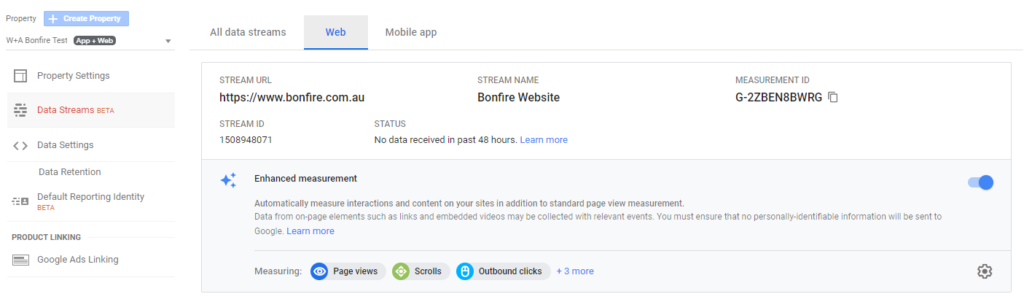 Property
+ Create Property
W+A Bonfire Test App + Web
Property Settings
Data Streams BETA
Data Settings
Data Retention
Default Reporting Identity
BETA
PRODUCT LINKING
Google Ads Linking
All data streams
Web
Mobile app
STREAM URL
https://www.bonfire.com.au
STREAM NAME
Bonfire Website
MEASUREMENT ID
G-2ZBEN8BWRG
STREAM ID
1508948071
STATUS
No data received in past 48 hours. Learn more
Enhanced measurement
Automatically measure interactions and content on your sites in addition to standard page view measurement.
Data from on-page elements such as links and embedded videos may be collected with relevant events. You must ensure that no personally-identifiable information will be sent to
Google. Learn more
Measuring: Page views Scrolls Outbound clicks + 3 more